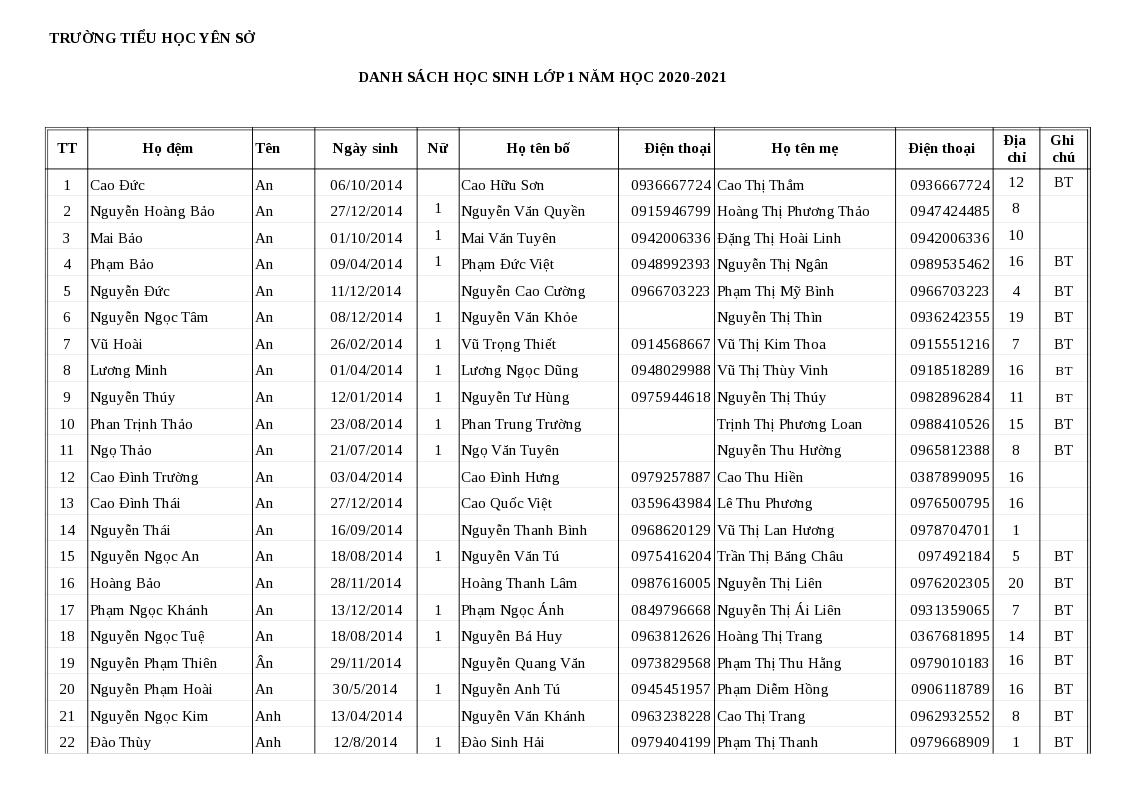 TRƯỜNG TIỂU HỌC YÊN SỞ
DANH SÁCH HỌC SINH LỚP 1 NĂM HỌC 2020-2021
TT Họ đệm Tên Ngày sinh Nữ Họ tên bố Điện thoại Họ tên mẹ Điện thoại Địa chỉ Ghi chú
1 Cao Đức An 06/10/2014 Cao Hữu Sơn 0936667724 Cao Thị Thắm 0936667724 12 BT
2 Nguyễn Hoàng Bảo An 27/12/2014 1 Nguyễn Văn Quyền 0915946799 Hoàng Thị Phương Thảo 0947424485 8
3 Mai Bảo An 01/10/2014 1 Mai Văn Tuyên 0942006336 Đặng Thị Hoài Linh 0942006336 10
4 Phạm Bảo An 09/04/2014 1 Phạm Đức Việt 0948992393 Nguyễn Thị Ngân 0989535462 16 BT
5 Nguyễn Đức An 11/12/2014 Nguyễn Cao Cường 0966703223 Phạm Thị Mỹ Bình 0966703223 4 BT
6 Nguyễn Ngọc Tâm An 08/12/2014 1 Nguyễn Văn Khỏe Nguyễn Thị Thìn 0936242355 19 BT
7 Vũ Hoài An 26/02/2014 1 Vũ Trọng Thiết 0914568667 Vũ Thị Kim Thoa 0915551216 7 BT
8 Lương Minh An 01/04/2014 1 Lương Ngọc Dũng 0948029988 Vũ Thị Thùy Vinh 0918518289 16 BT
9 Nguyễn Thúy An 12/01/2014 1 Nguyễn Tư Hùng 0975944618 Nguyễn Thị Thúy 0982896284 11 BT
10 Phan Trịnh Thảo An 23/08/2014 1 Phan Trung Trường Trịnh Thị Phương Loan 0988410526 15 BT
11 Ngọ Thảo An 21/07/2014 1 Ngọ Văn Tuyên Nguyễn Thu Hường 0965812388 8 BT
12 Cao Đình Trường An 03/04/2014 Cao Đình Hưng 0979257887 Cao Thu Hiền 0387899095 16
13 Cao Đình Thái An 27/12/2014 Cao Quốc Việt 0359643984 Lê Thu Phương 0976500795 16
14 Nguyễn Thái An 16/09/2014 Nguyễn Thanh Bình 0968620129 Vũ Thị Lan Hương 0978704701 1
15 Nguyễn Ngọc An An 18/08/2014 1 Nguyễn Văn Tú 0975416204 Trần Thị Băng Châu 097492184 5 BT
16 Hoàng Bảo An 28/11/2014 Hoàng Thanh Lâm 0987616005 Nguyễn Thị Liên 0976202305 20 BT
17 Phạm Ngọc Khánh An 13/12/2014 1 Phạm Ngọc Ánh 0849796668 Nguyễn Thị Ái Liên 0931359065 7 BT
18 Nguyễn Ngọc Tuệ An 18/08/2014 1 Nguyễn Bá Huy 0963812626 Hoàng Thị Trang 0367681895 14 BT
19 Nguyễn Phạm Thiên Ân 29/11/2014 Nguyễn Quang Văn 0973829568 Phạm Thị Thu Hằng 0979010183 16 BT
20 Nguyễn Phạm Hoài An 30/5/2014 1 Nguyễn Anh Tú 0945451957 Phạm Diễm Hồng 0906118789 16 BT
21 Nguyễn Ngọc Kim Anh 13/04/2014 Nguyễn Văn Khánh 0963238228 Cao Thị Trang 0962932552 8 BT
22 Đào Thùy Anh 12/8/2014 1 Đào Sinh Hải 0979404199 Phạm Thị Thanh 0979668909 1 BT